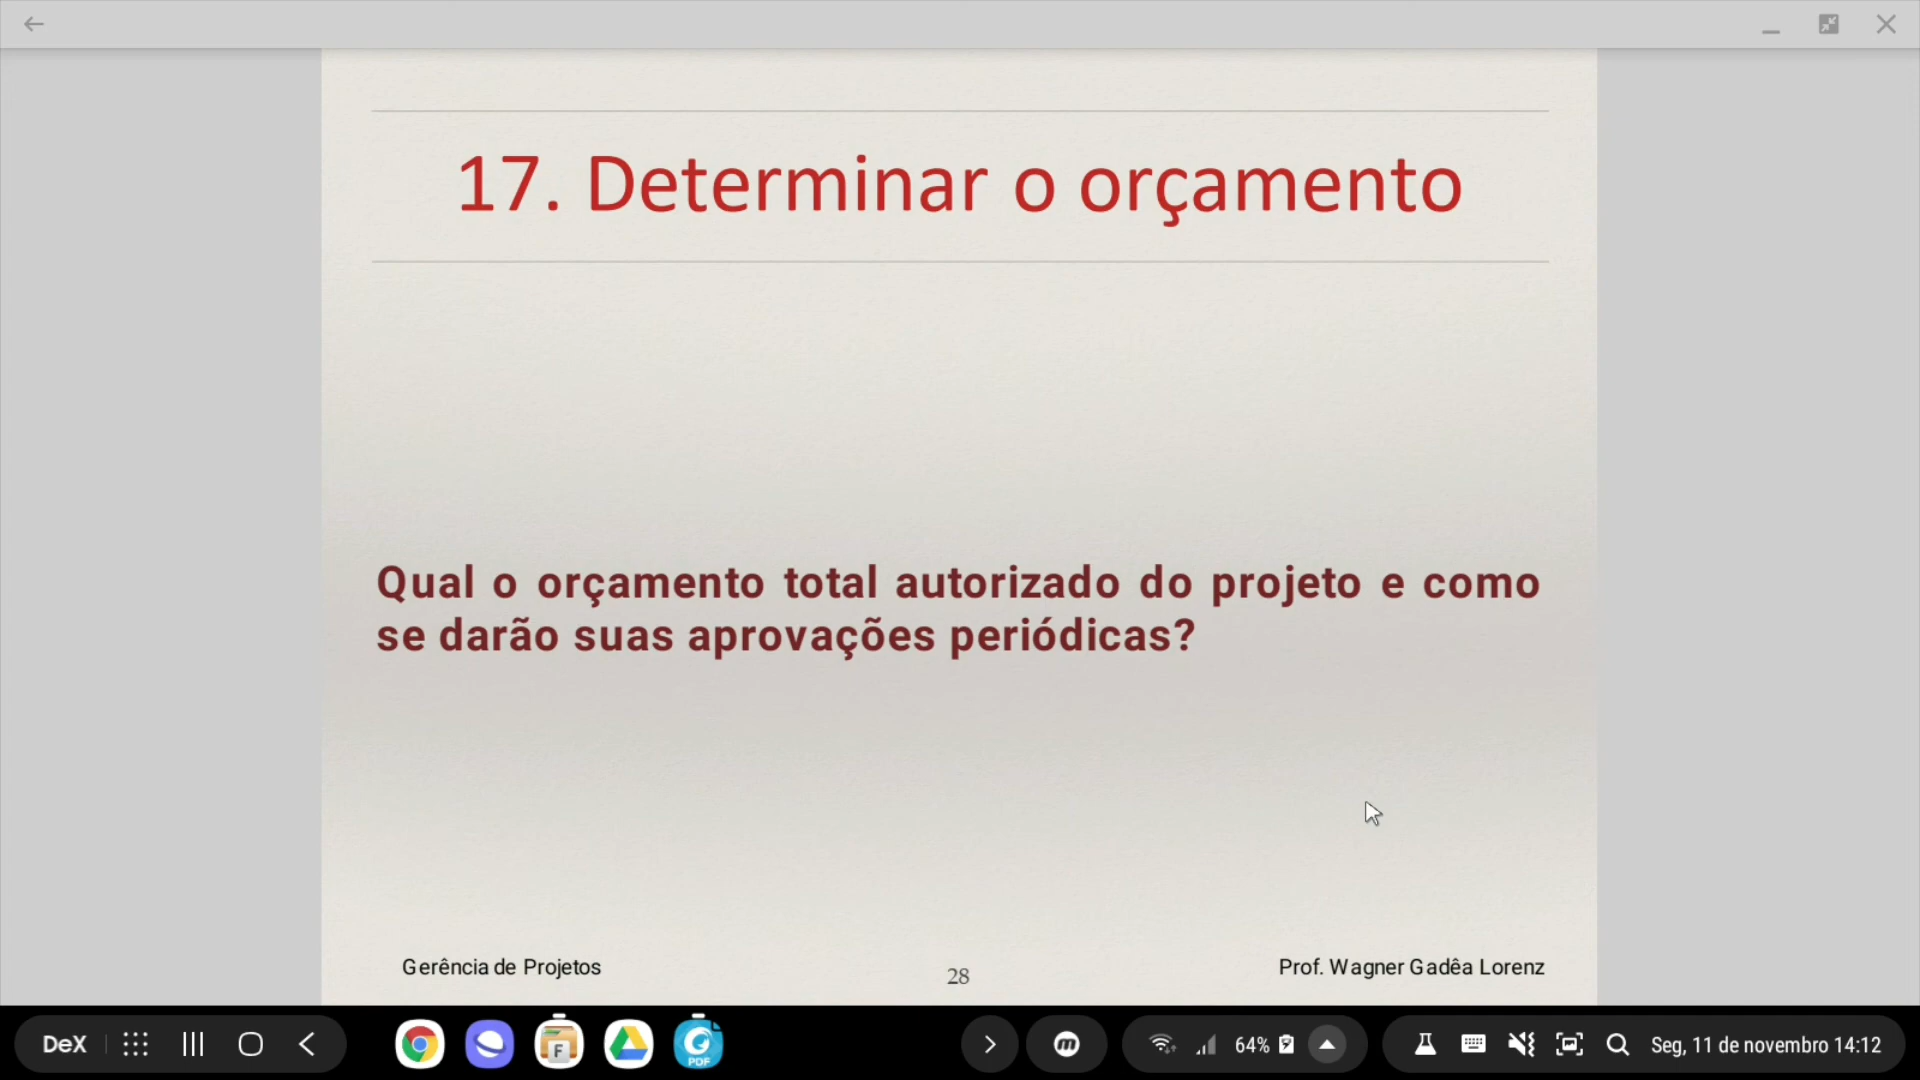 17. Determinar o orçamento
Qual o orçamento total autorizado do projeto e como
se darão suas aprovações periódicas?
Gerência de Projetos
28
Prof. Wagner Gadêa Lorenz
DeX
F
PDF
m
64%
Seg, 11 de novembro 14:12